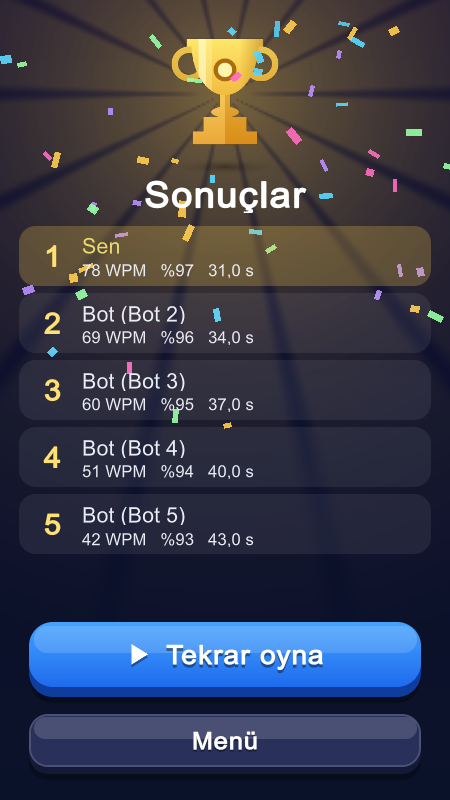 Sonuçlar
1
Sen
78 WPM %97 31,0 s
2
Bot (Bot 2)
69 WPM %96 34,0 s
3
Bot (Bot 3)
60 WPM %95 37,0 s
4
Bot (Bot 4)
51 WPM %94 40,0 s
5
Bot (Bot 5)
42 WPM %93 43,0 s
Tekrar oyna
Menü